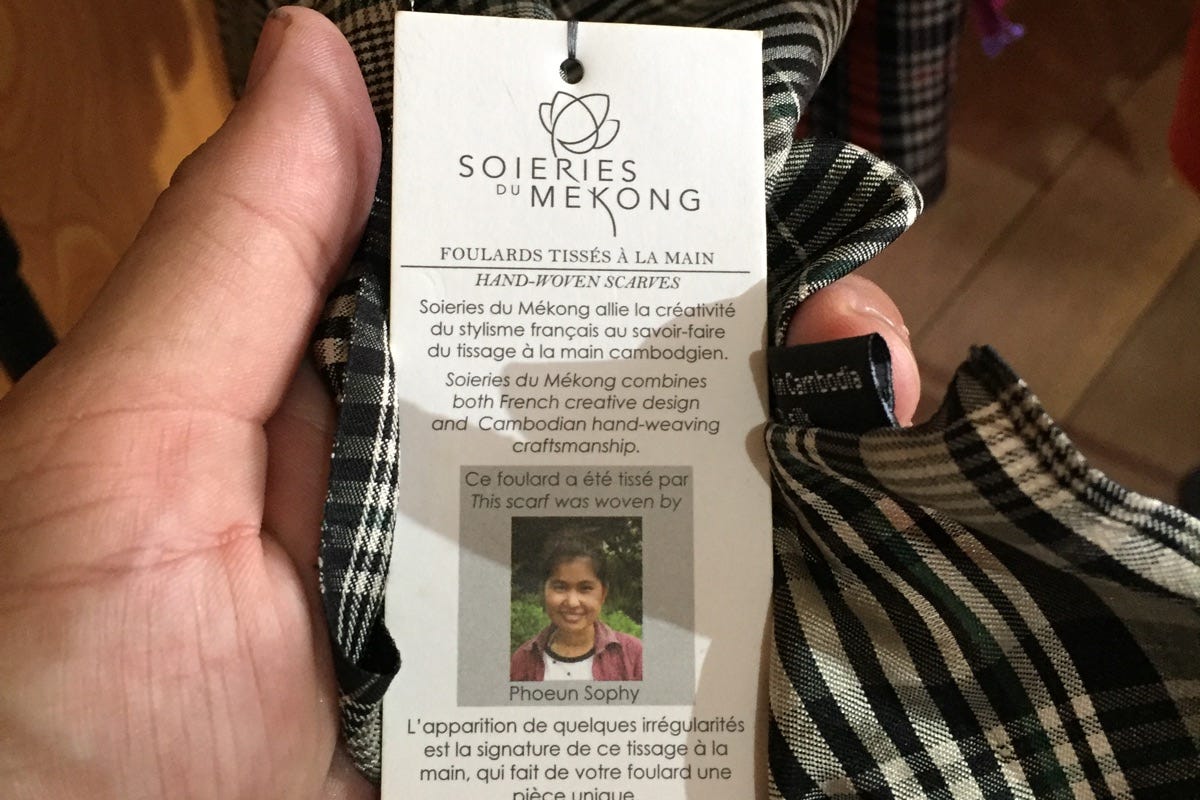 SOIERIES
DU MEKONG
FOULARDS TISSÉS À LA MAIN
HAND-WOVEN SCARVES
Soieries du Mékong allie la créativité
du stylisme français au savoir-faire
du tissage à la main cambodgien.
Soieries du Mékong combines
both French creative design
and Cambodian hand-weaving
craftsmanship.
Ce foulard a été tissé par
This scarf was woven by
Phoeun Sophy
L'apparition de quelques irrégularités
est la signature de ce tissage à la
main, qui fait de votre foulard une
pièce unique
in Cambodia